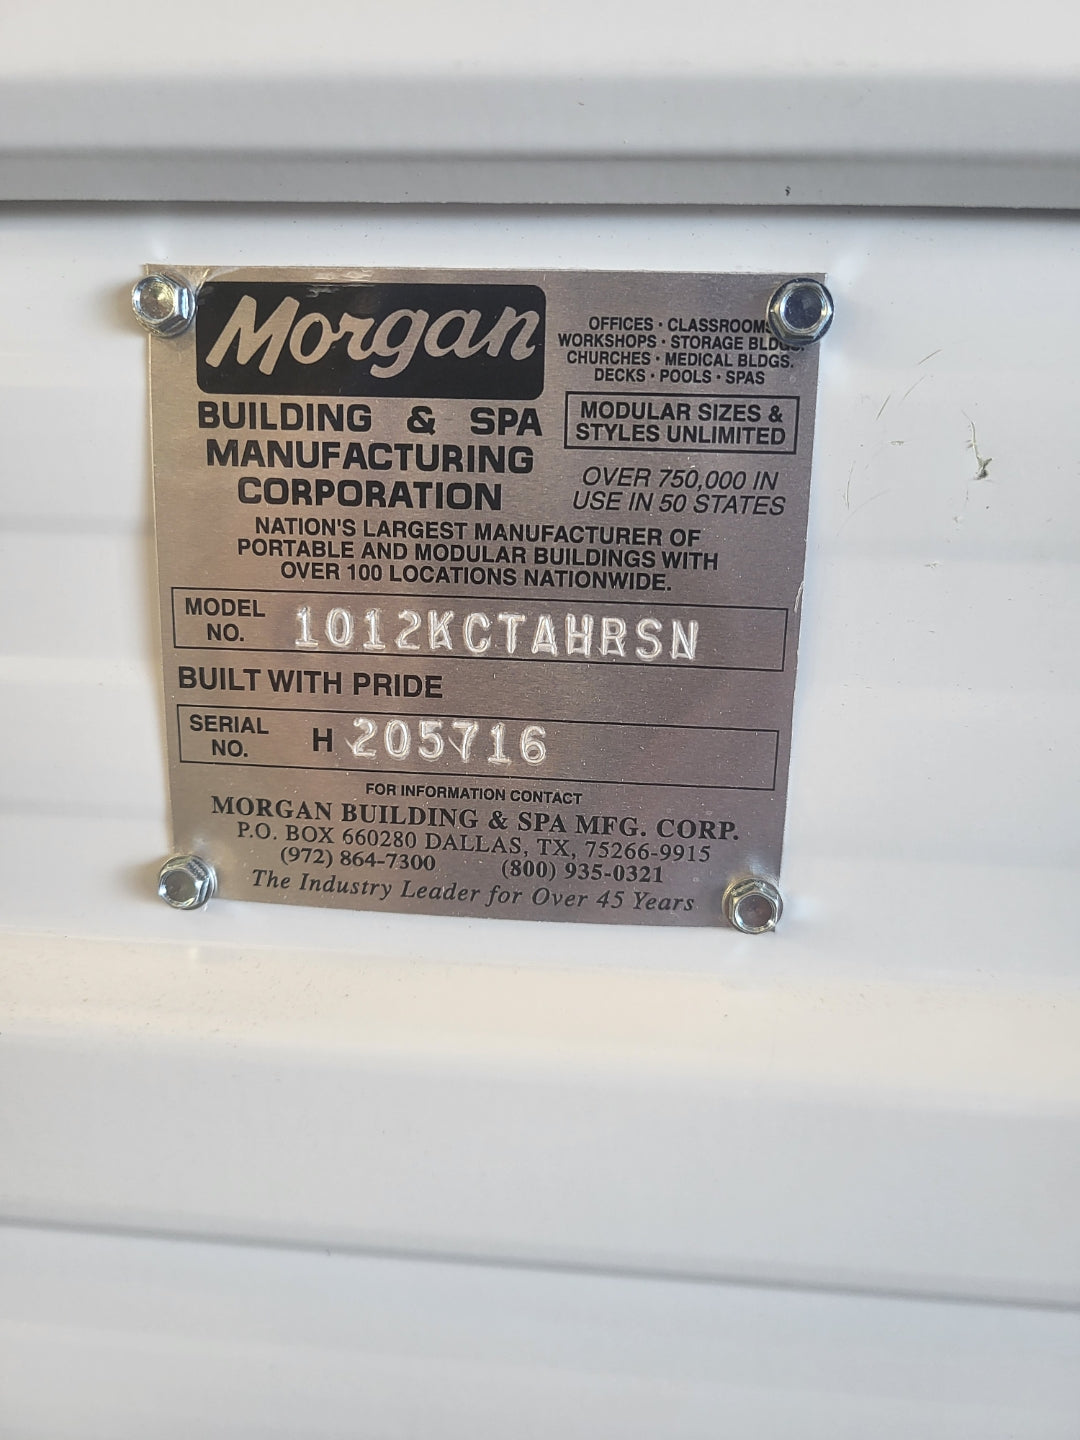 Morgan
BUILDING & SPA
MANUFACTURING
CORPORATION
OFFICES · CLASSROOMS
WORKSHOPS · STORAGE BLDGS.
CHURCHES · MEDICAL BLDGS.
DECKS · POOLS · SPAS
MODULAR SIZES &
STYLES UNLIMITED
OVER 750,000 IN
USE IN 50 STATES
NATION'S LARGEST MANUFACTURER OF
PORTABLE AND MODULAR BUILDINGS WITH
OVER 100 LOCATIONS NATIONWIDE.
MODEL NO. 1012KCTAHRSN
BUILT WITH PRIDE
SERIAL NO. H 205716
FOR INFORMATION CONTACT
MORGAN BUILDING & SPA MFG. CORP.
P.O. BOX 660280 DALLAS, TX, 75266-9915
(972) 864-7300 (800) 935-0321
The Industry Leader for Over 45 Years